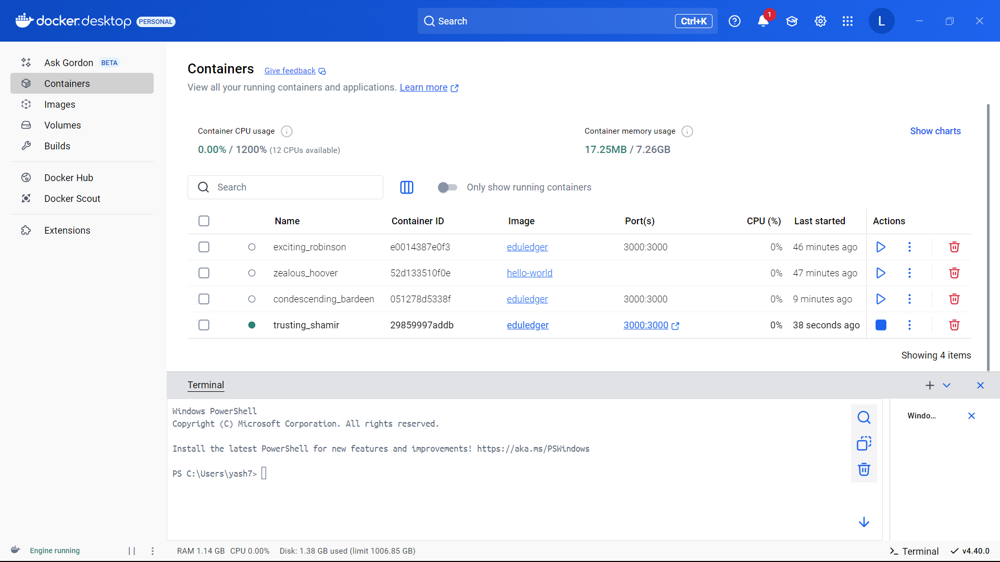 docker desktop PERSONAL
Search Ctrl+K
1
L
Ask Gordon BETA
Containers
Images
Volumes
Builds
Docker Hub
Docker Scout
Extensions
Containers Give feedback
View all your running containers and applications. Learn more
Container CPU usage
0.00% / 1200% (12 CPUs available)
Container memory usage
17.25MB / 7.26GB
Show charts
Search
Only show running containers
Name Container ID Image Port(s) CPU (%) Last started Actions
exciting_robinson e0014387e0f3 eduledger 3000:3000 0% 46 minutes ago
zealous_hoover 52d133510f0e hello-world 0% 47 minutes ago
condescending_bardeen 051278d5338f eduledger 3000:3000 0% 9 minutes ago
trusting_shamir 29859997addb eduledger 3000:3000 0% 38 seconds ago
Showing 4 items
Terminal
Windows PowerShell
Copyright (C) Microsoft Corporation. All rights reserved.
Install the latest PowerShell for new features and improvements! https://aka.ms/PSWindows
PS C:\Users\yash7>
Windo...
Engine running
RAM 1.14 GB CPU 0.00% Disk: 1.38 GB used (limit 1006.85 GB)
Terminal
v4.40.0